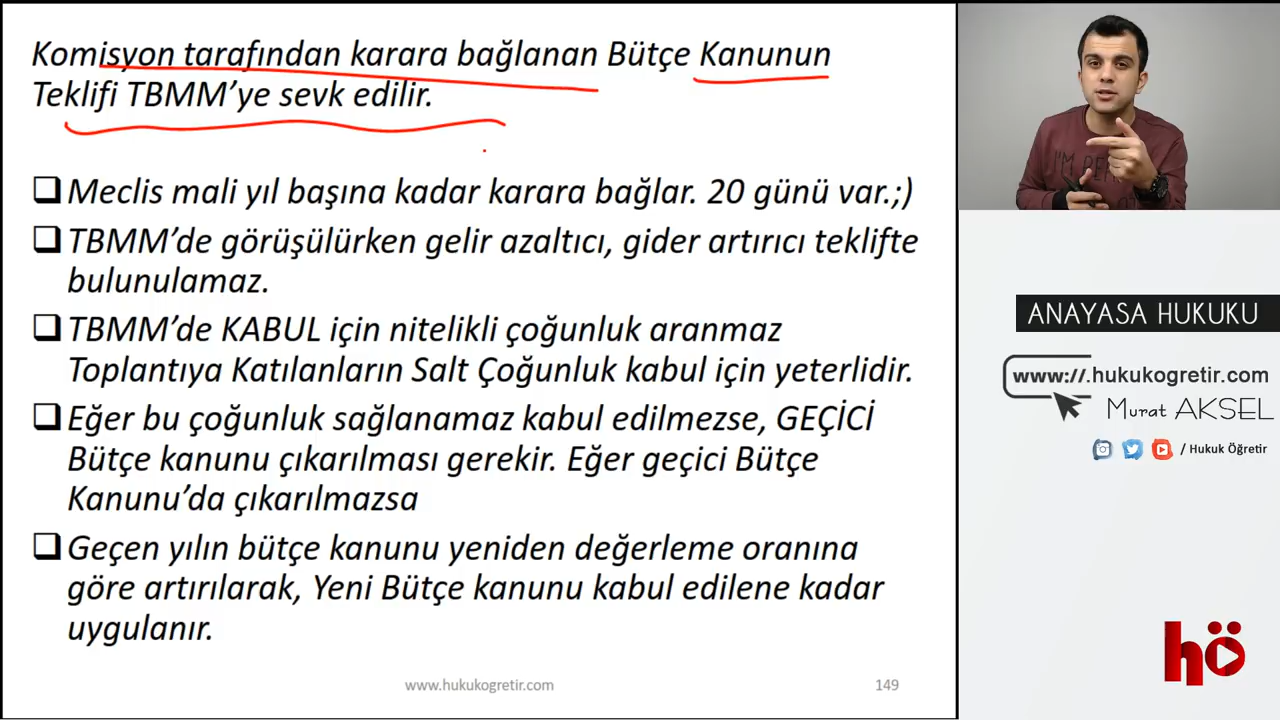 Komisyon tarafından karara bağlanan Bütçe Kanunun
Teklifi TBMM’ye sevk edilir.
Meclis mali yıl başına kadar karara bağlar. 20 günü var.;)
TBMM’de görüşülürken gelir azaltıcı, gider artırıcı teklifte
bulunulamaz.
TBMM’de KABUL için nitelikli çoğunluk aranmaz
Toplantıya Katılanların Salt Çoğunluk kabul için yeterlidir.
Eğer bu çoğunluk sağlanamaz kabul edilmezse, GEÇİCİ
Bütçe kanunu çıkarılması gerekir. Eğer geçici Bütçe
Kanunu’da çıkarılmazsa
Geçen yılın bütçe kanunu yeniden değerleme oranına
göre artırılarak, Yeni Bütçe kanunu kabul edilene kadar
uygulanır.
www.hukukogretir.com
149
I'M
ANAYASA HUKUKU
www://.hukukogretir.com
Murat AKSEL
/ Hukuk Öğretir
hö